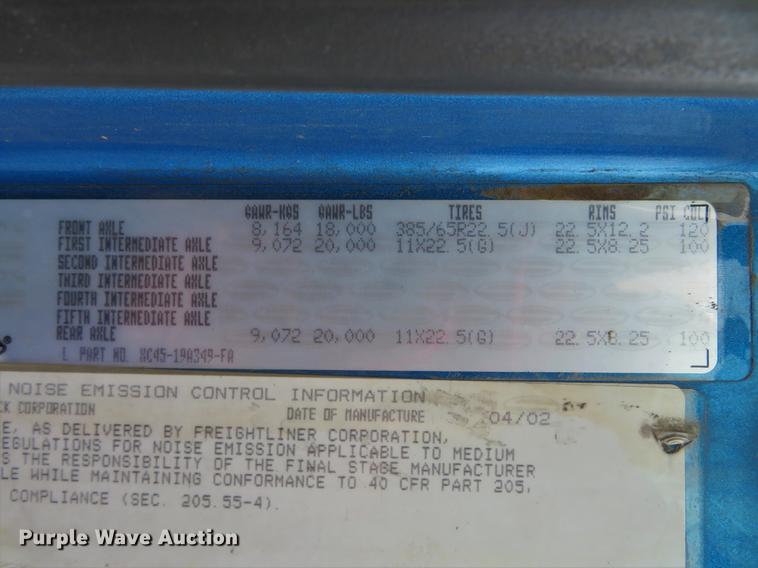 GAWR-KGS GAWR-LBS TIRES RIMS PSI COLD
FRONT AXLE 8,164 18,000 385/65R22.5(J) 22.5X12.2 120
FIRST INTERMEDIATE AXLE 9,072 20,000 11X22.5(G) 22.5X8.25 100
SECOND INTERMEDIATE AXLE
THIRD INTERMEDIATE AXLE
FOURTH INTERMEDIATE AXLE
FIFTH INTERMEDIATE AXLE
REAR AXLE 9,072 20,000 11X22.5(G) 22.5X8.25 100
L PART NO. XC45-19A349-FA
NOISE EMISSION CONTROL INFORMATION
CK CORPORATION DATE OF MANUFACTURE 04/02
E, AS DELIVERED BY FREIGHTLINER CORPORATION,
EGULATIONS FOR NOISE EMISSION APPLICABLE TO MEDIUM
S THE RESPONSIBILITY OF THE FINAL STAGE MANUFACTURER
LE WHILE MAINTAINING CONFORMANCE TO 40 CFR PART 205,
COMPLIANCE (SEC. 205.55-4).
Purple Wave Auction